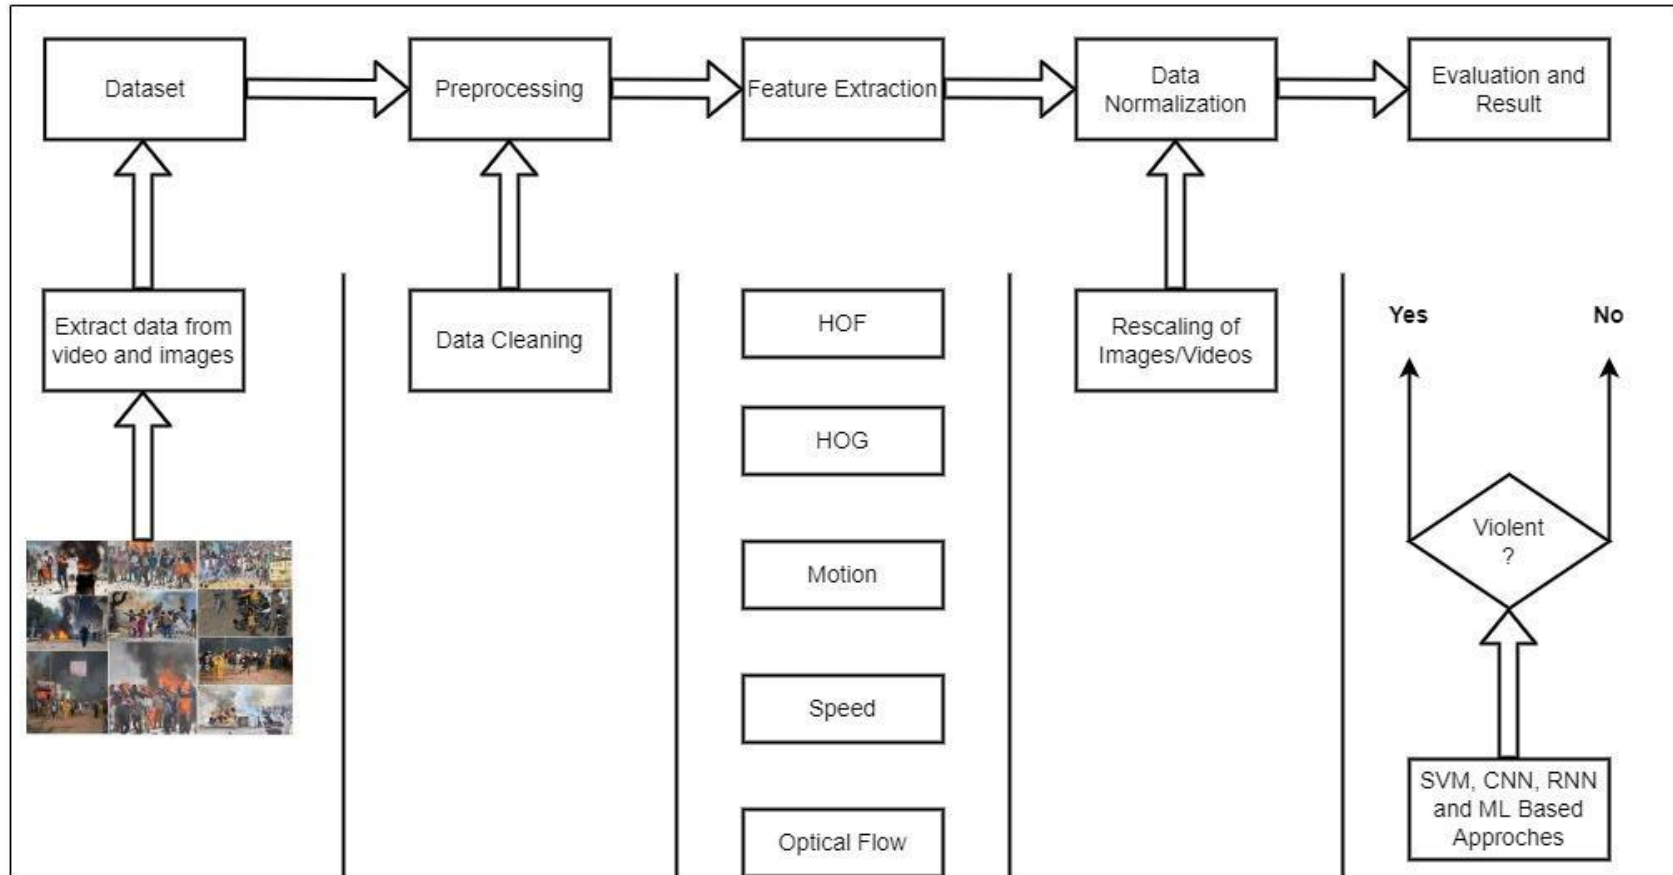 Dataset
Preprocessing
Feature Extraction
Data
Normalization
Evaluation and
Result
Extract data from
video and images
Data Cleaning
HOF
HOG
Motion
Speed
Optical Flow
Rescaling of
Images/Videos
Yes
No
Violent
?
SVM, CNN, RNN
and ML Based
Approches